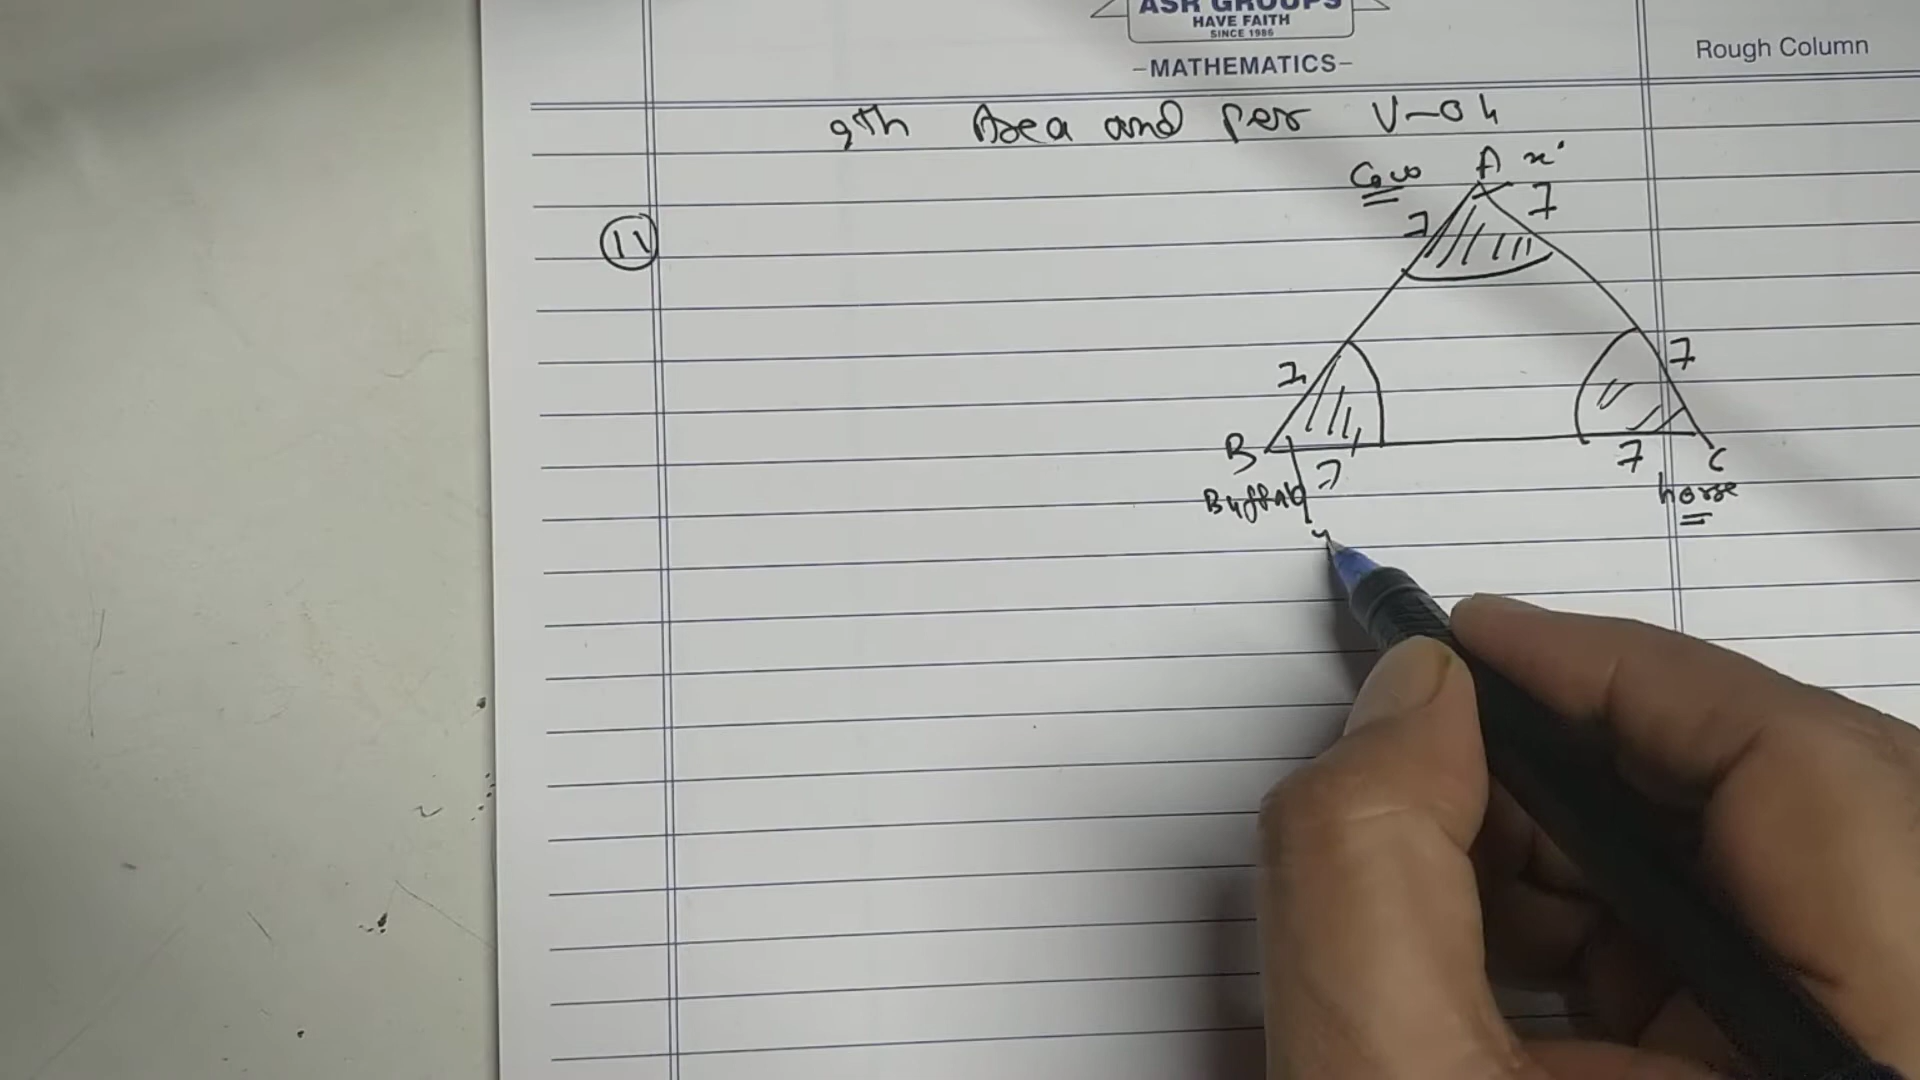 ASR GROUPS
HAVE FAITH
SINCE 1986
-MATHEMATICS-
Rough Column
9th Area and per V-04
11
Cow A x°
7 7
7 7
B 7 7 C
Buffalo horse
y